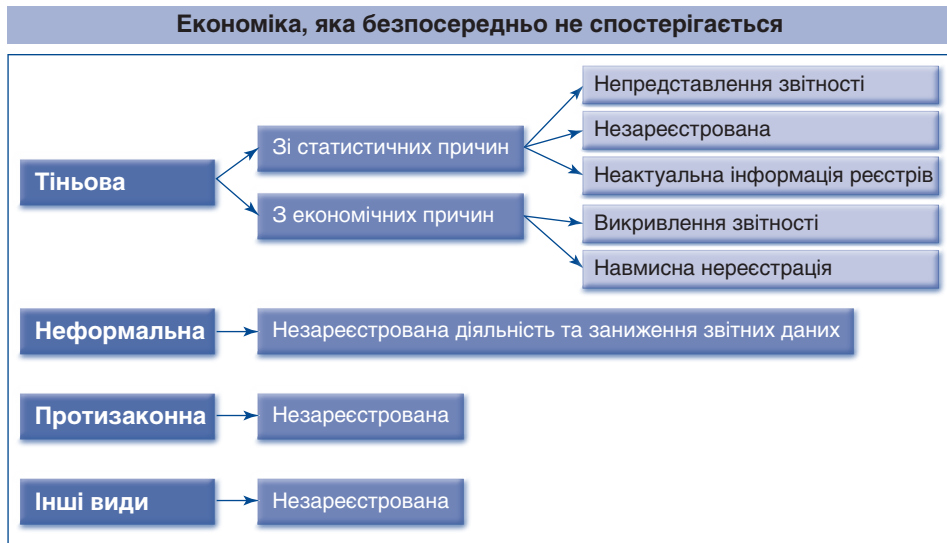 Економіка, яка безпосередньо не спостерігається
Тіньова
Зі статистичних причин
Непредставлення звітності
Незареєстрована
Неактуальна інформація реєстрів
З економічних причин
Викривлення звітності
Навмисна нереєстрація
Неформальна
Незареєстрована діяльність та заниження звітних даних
Протизаконна
Незареєстрована
Інші види
Незареєстрована